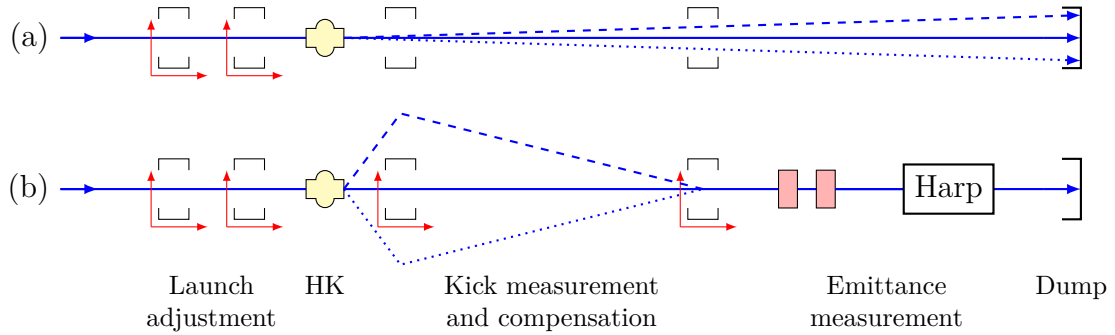 (a)
(b)
Harp
Launch
adjustment
HK
Kick measurement
and compensation
Emittance
measurement
Dump